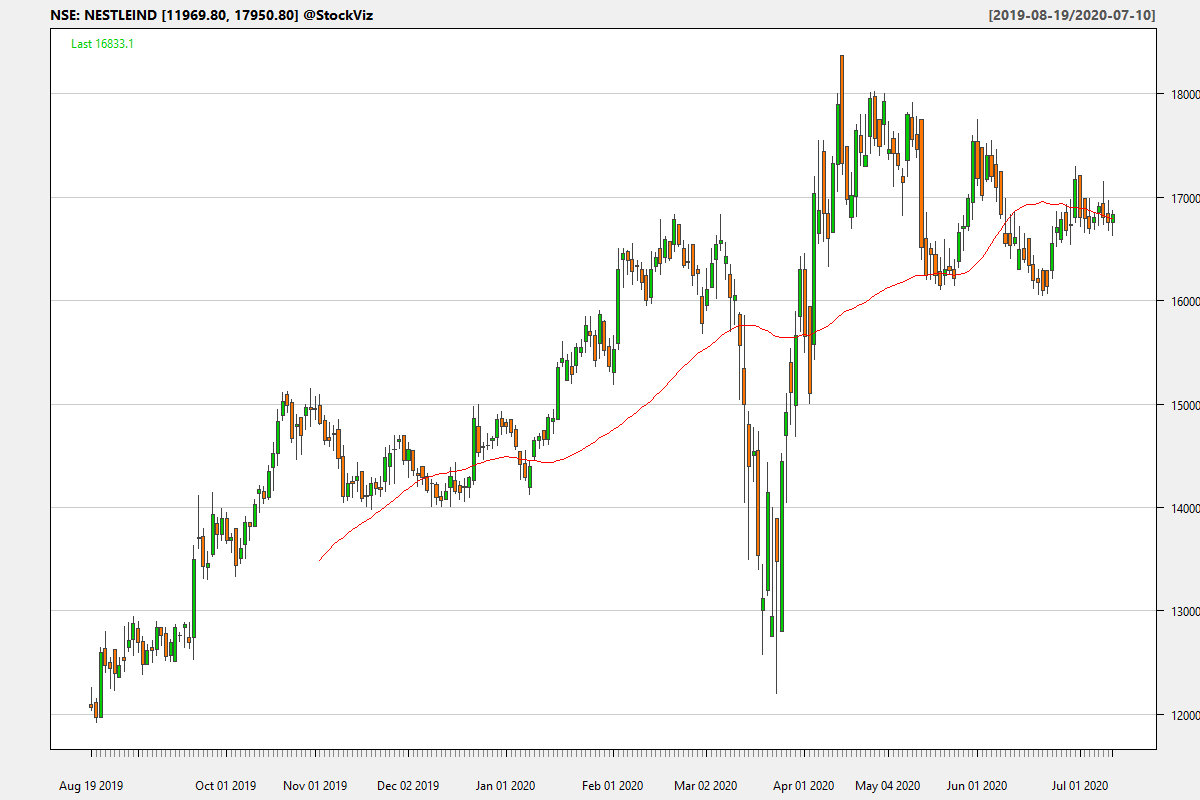 NSE: NESTLEIND [11969.80, 17950.80] @StockViz
[2019-08-19/2020-07-10]
Last 16833.1
18000
17000
16000
15000
14000
13000
12000
Aug 19 2019
Oct 01 2019
Nov 01 2019
Dec 02 2019
Jan 01 2020
Feb 01 2020
Mar 02 2020
Apr 01 2020
May 04 2020
Jun 01 2020
Jul 01 2020